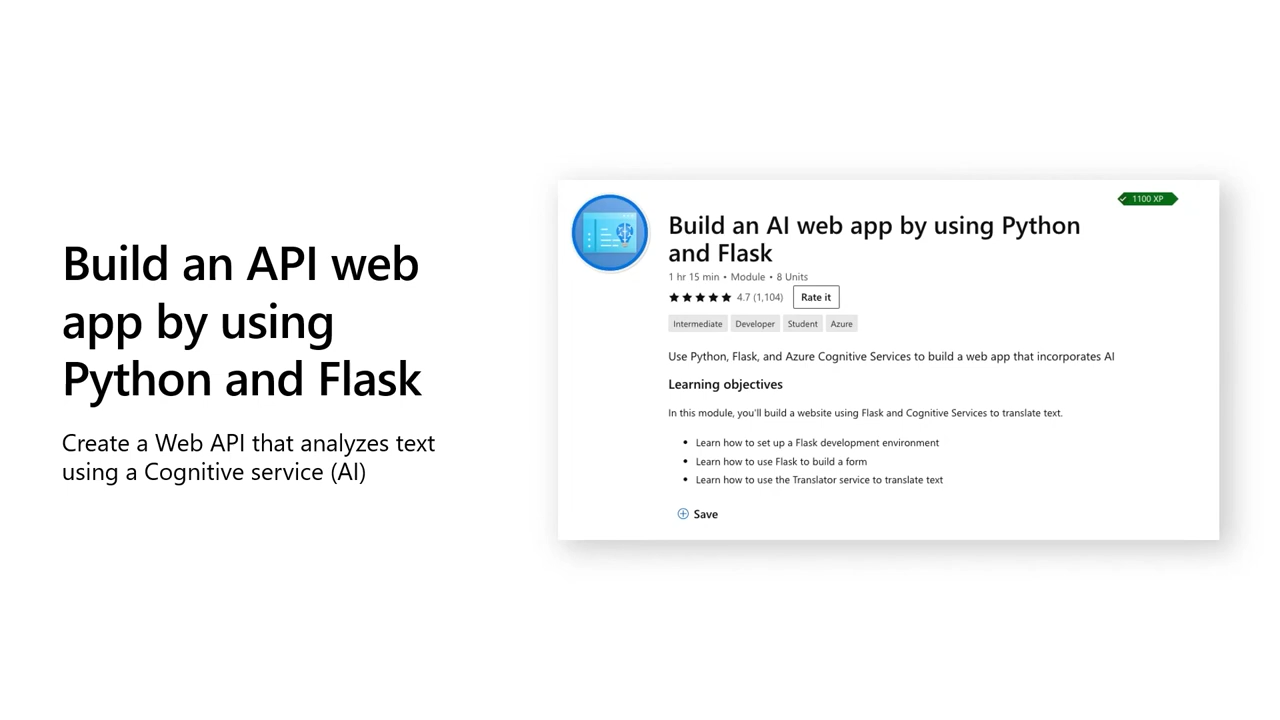 Build an API web
app by using
Python and Flask
Create a Web API that analyzes text
using a Cognitive service (AI)
1100 XP
Build an AI web app by using Python
and Flask
1 hr 15 min • Module • 8 Units
4.7 (1,104) Rate it
Intermediate Developer Student Azure
Use Python, Flask, and Azure Cognitive Services to build a web app that incorporates AI
Learning objectives
In this module, you'll build a website using Flask and Cognitive Services to translate text.
• Learn how to set up a Flask development environment
• Learn how to use Flask to build a form
• Learn how to use the Translator service to translate text
Save